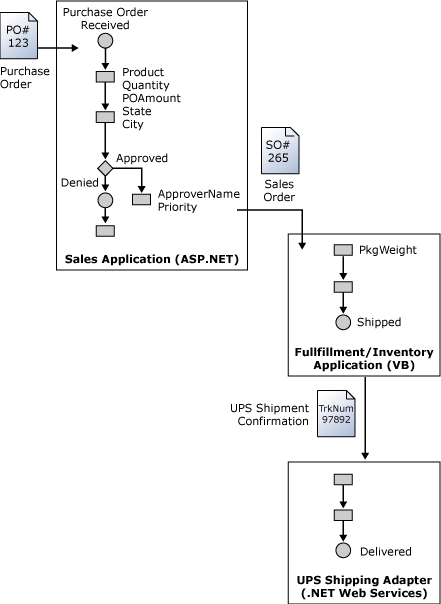 PO#
123
Purchase
Order
Purchase Order
Received
Product
Quantity
POAmount
State
City
Approved
Denied
ApproverName
Priority
Sales Application (ASP.NET)
SO#
265
Sales
Order
PkgWeight
Shipped
Fullfillment/Inventory
Application (VB)
UPS Shipment
Confirmation
TrkNum
97892
Delivered
UPS Shipping Adapter
(.NET Web Services)